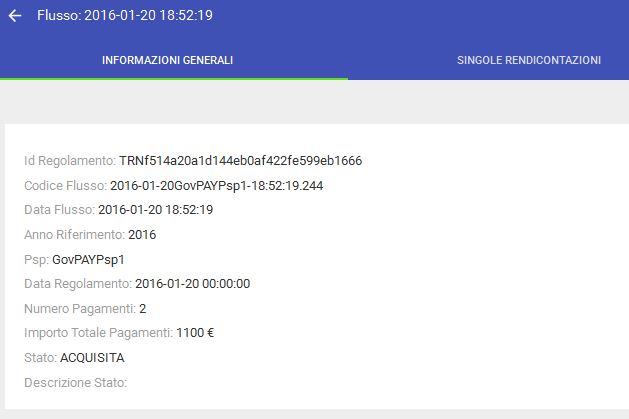 Flusso: 2016-01-20 18:52:19
INFORMAZIONI GENERALI
SINGOLE RENDICONTAZIONI
Id Regolamento: TRNf514a20a1d144eb0af422fe599eb1666
Codice Flusso: 2016-01-20GovPAYPsp1-18:52:19.244
Data Flusso: 2016-01-20 18:52:19
Anno Riferimento: 2016
Psp: GovPAYPsp1
Data Regolamento: 2016-01-20 00:00:00
Numero Pagamenti: 2
Importo Totale Pagamenti: 1100 €
Stato: ACQUISITA
Descrizione Stato: